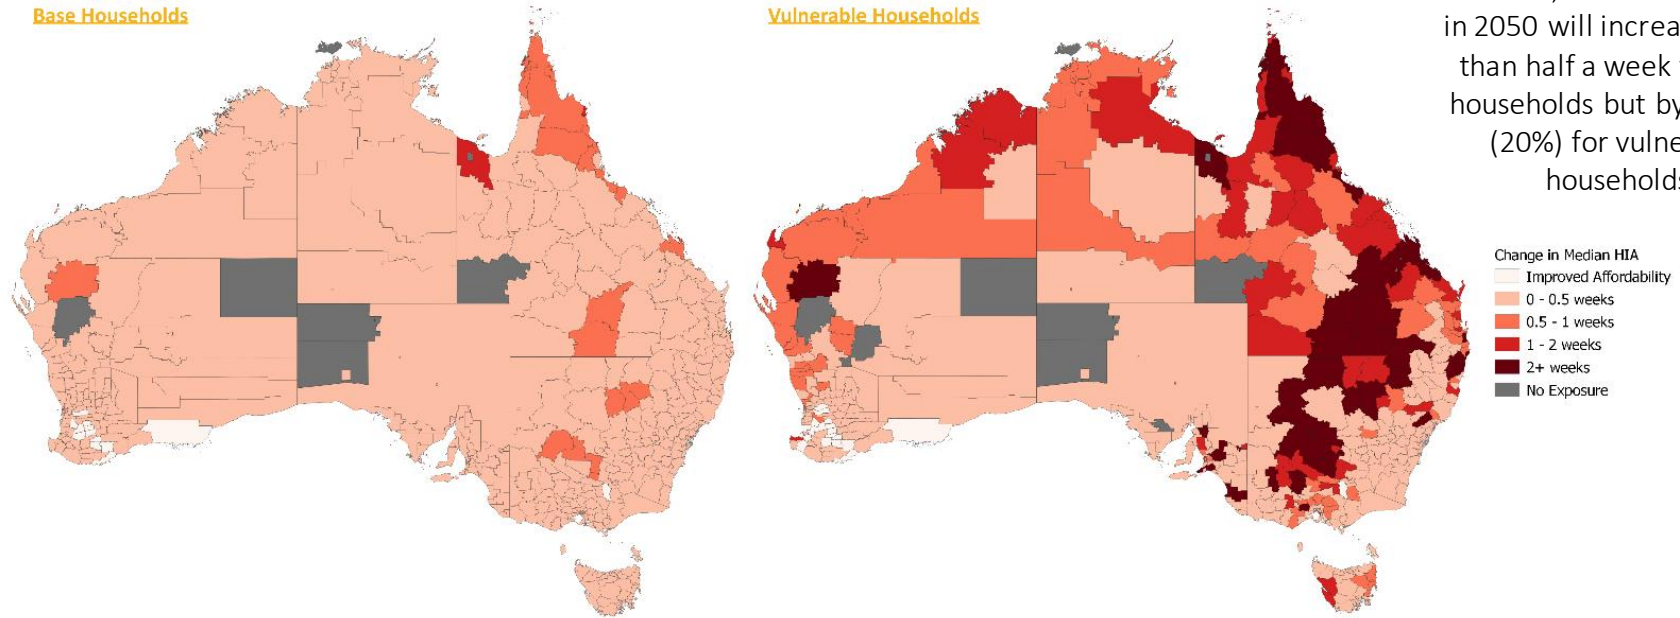 Base Households
Vulnerable Households
in 2050 will increa
than half a week
households but by
(20%) for vulne
households
Change in Median HIA
Improved Affordability
0 - 0.5 weeks
0.5 - 1 weeks
1 - 2 weeks
2+ weeks
No Exposure